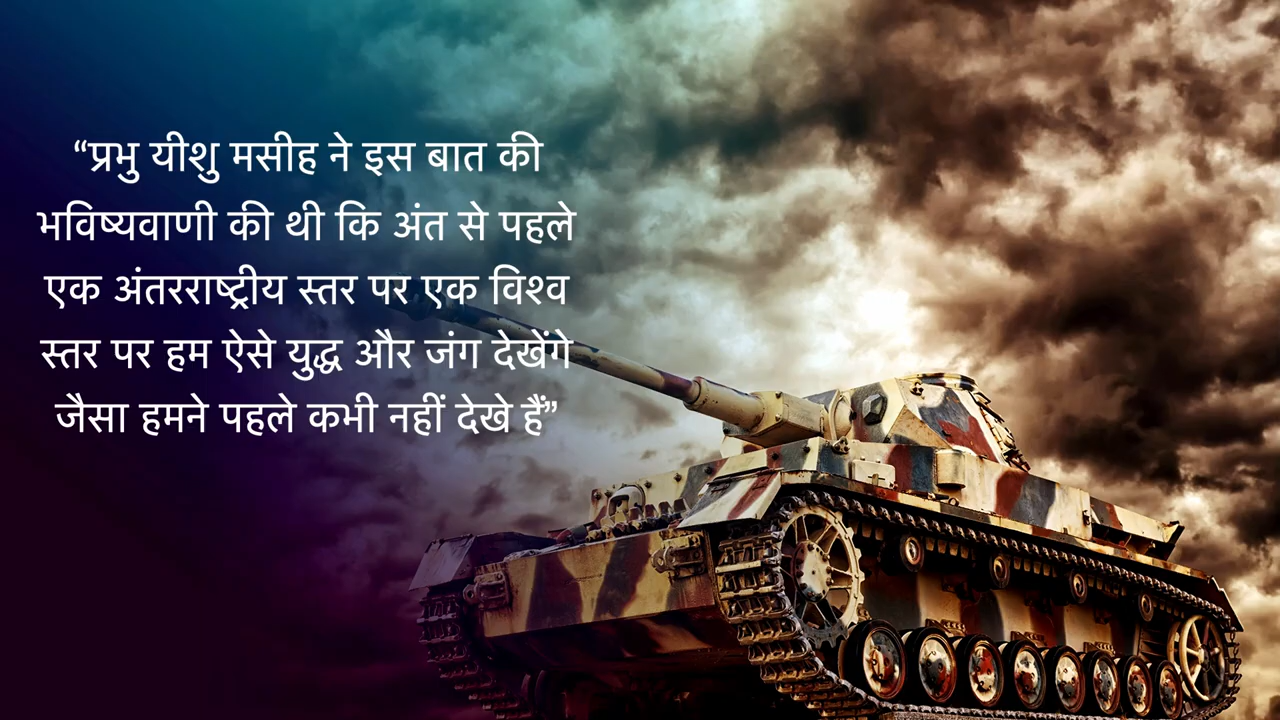 “प्रभु यीशु मसीह ने इस बात की
भविष्यवाणी की थी कि अंत से पहले
एक अंतरराष्ट्रीय स्तर पर एक विश्व
स्तर पर हम ऐसे युद्ध और जंग देखेंगे
जैसा हमने पहले कभी नहीं देखे हैं”